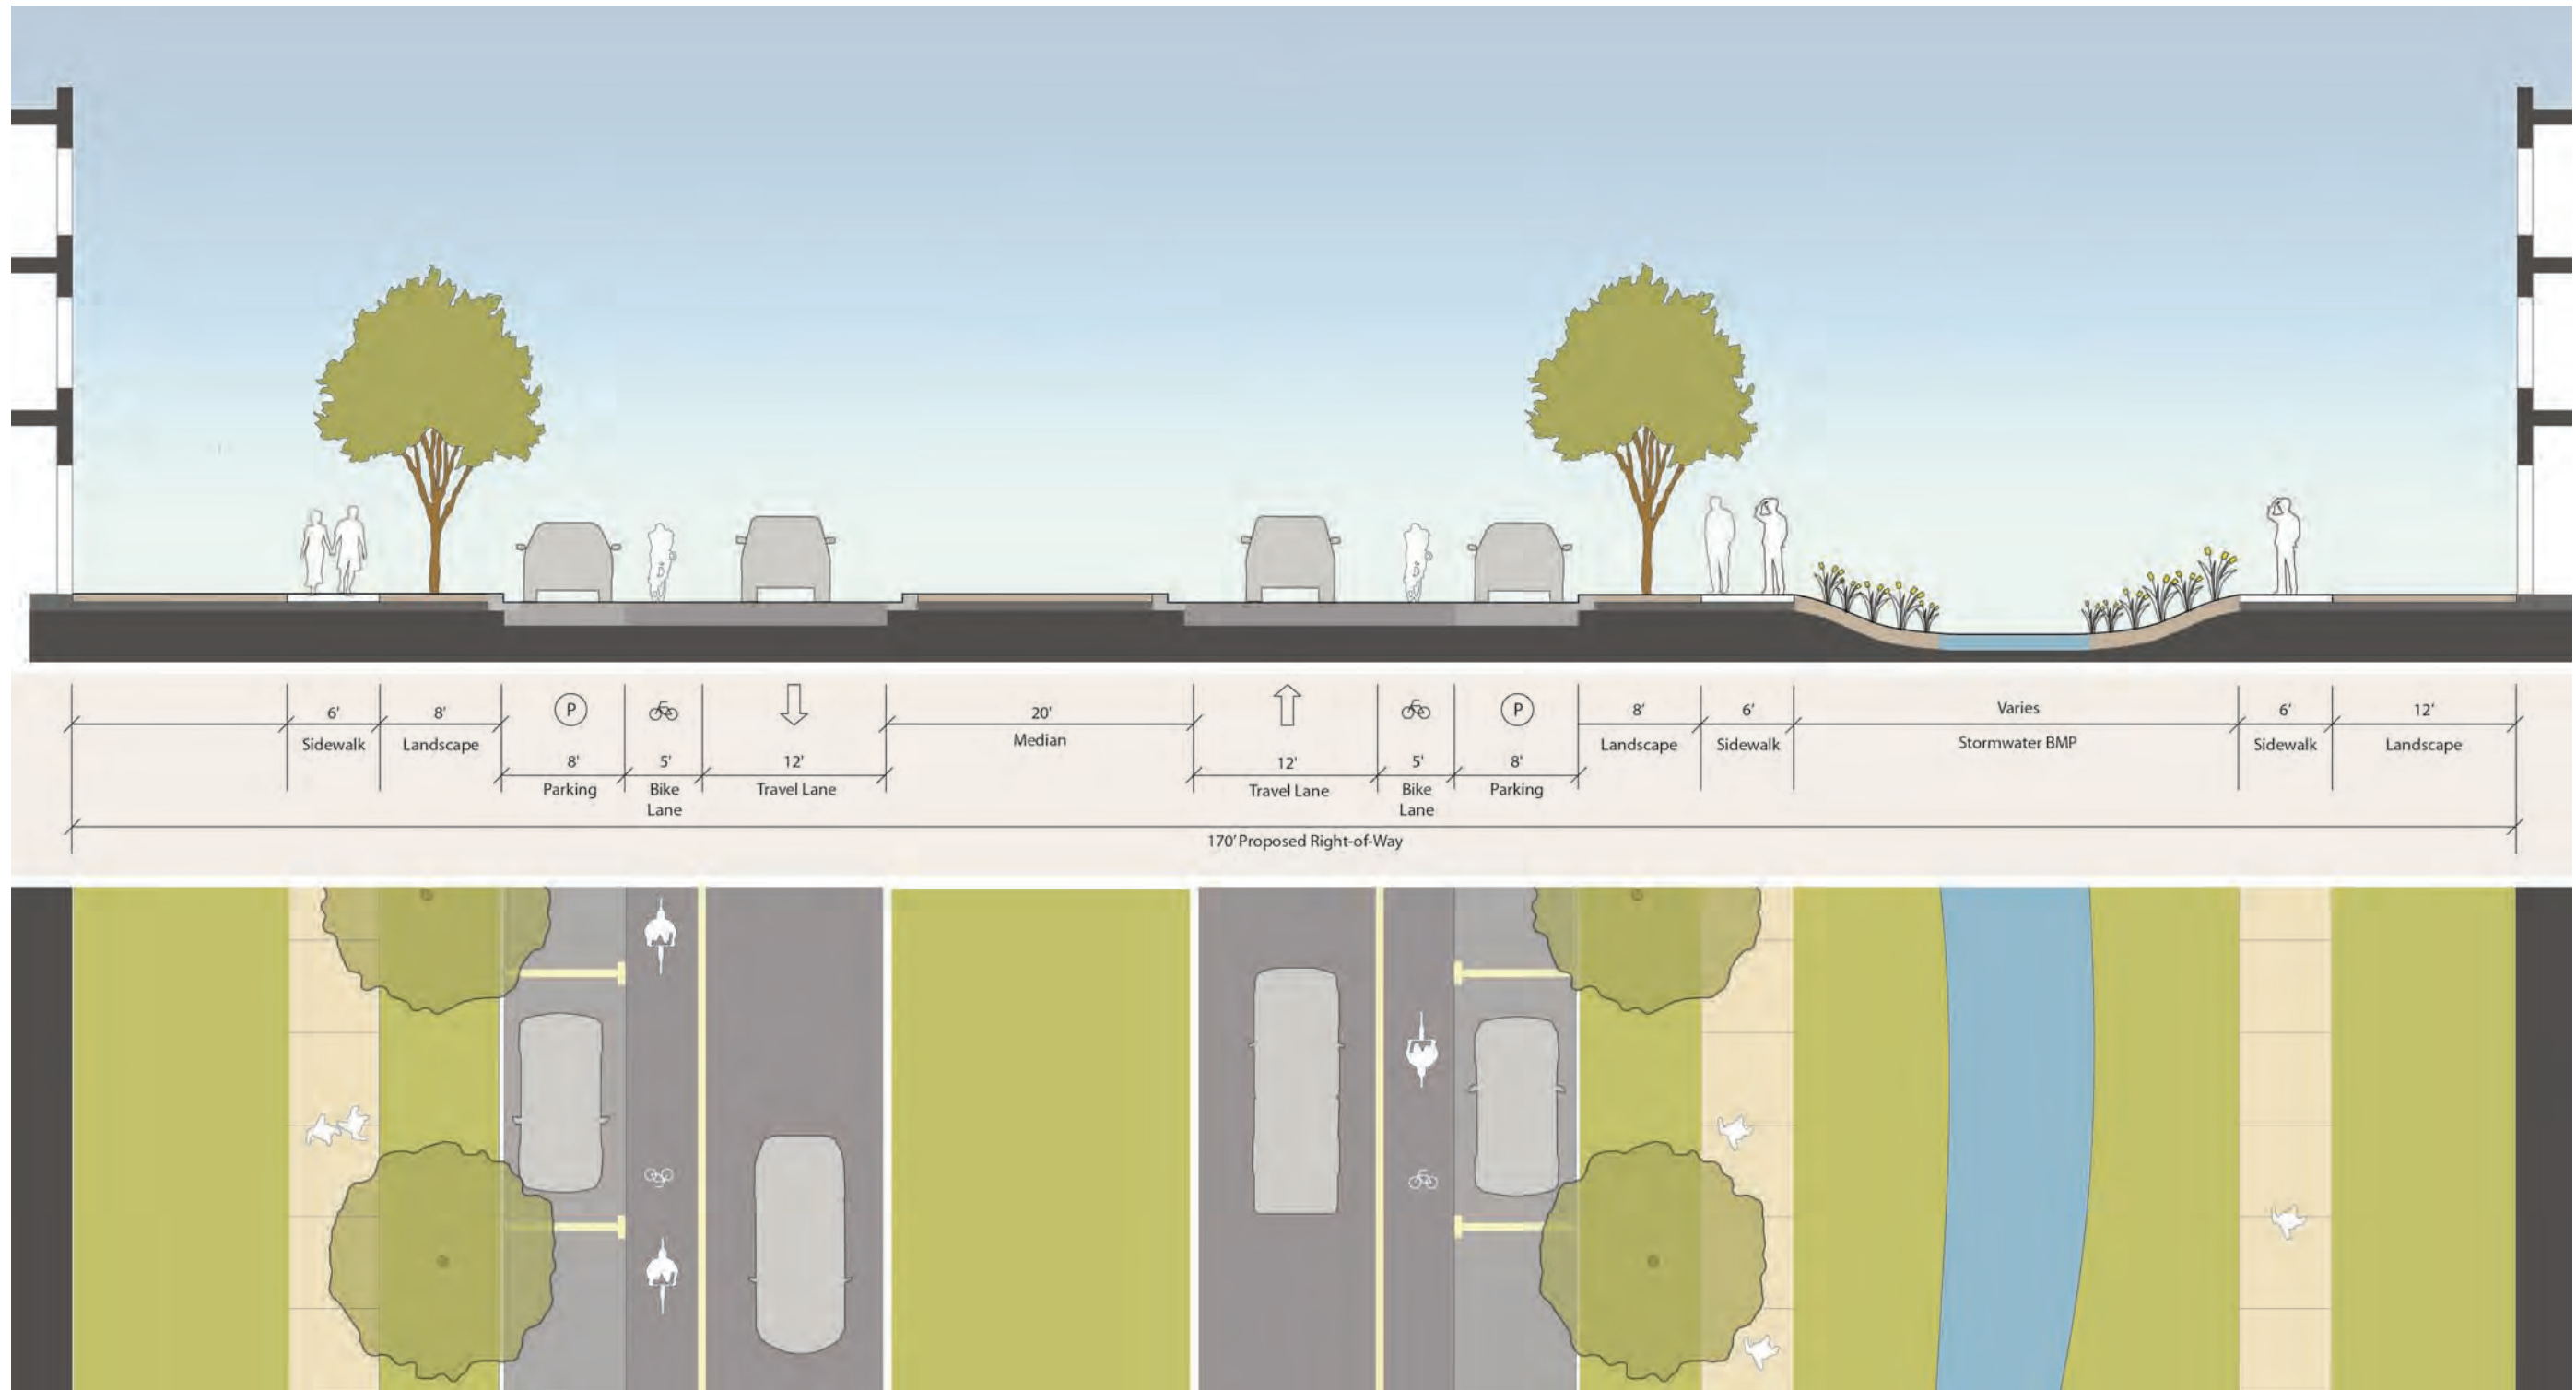 6'
Sidewalk
8'
Landscape
P
8'
Parking
5'
Bike
Lane
12'
Travel Lane
20'
Median
12'
Travel Lane
5'
Bike
Lane
P
8'
Parking
8'
Landscape
6'
Sidewalk
Varies
Stormwater BMP
6'
Sidewalk
12'
Landscape
170' Proposed Right-of-Way